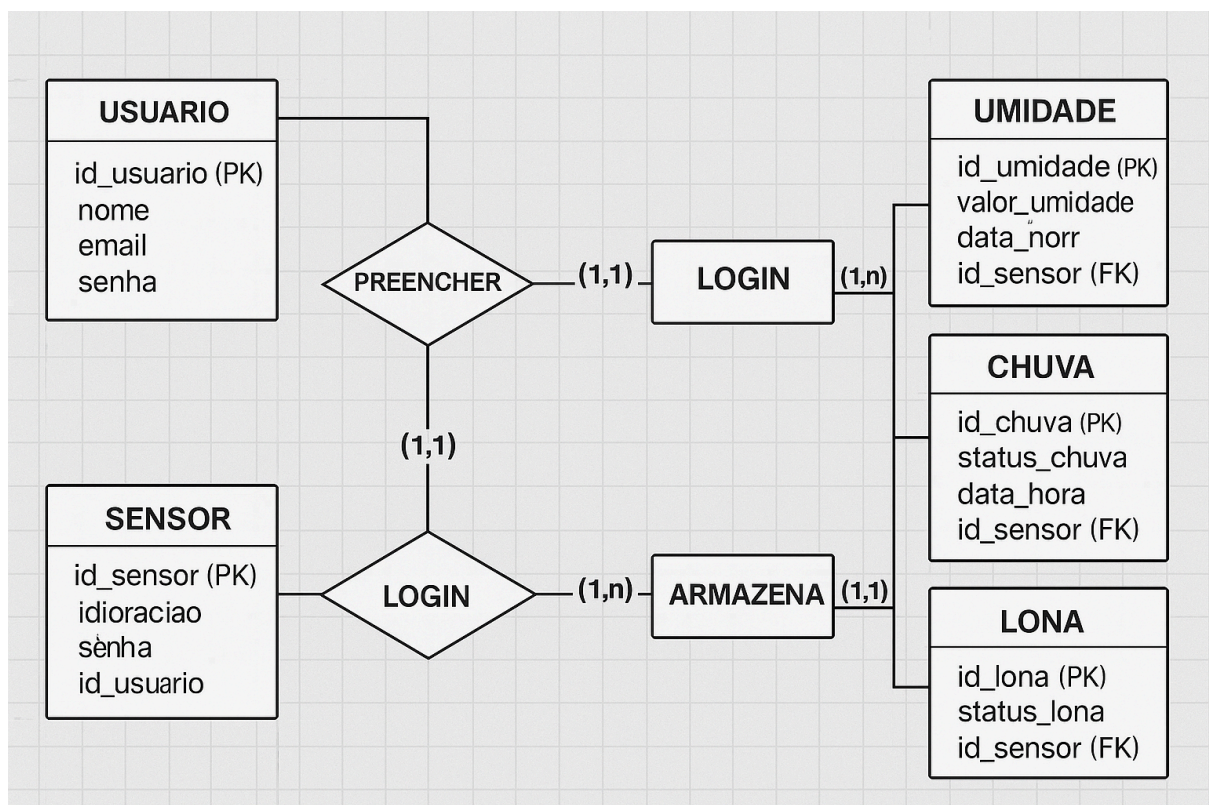 USUARIO
id_usuario (PK)
nome
email
senha
PREENCHER
(1,1)
LOGIN
(1,n)
UMIDADE
id_umidade (PK)
valor_umidade
data_norr
id_sensor (FK)
CHUVA
id_chuva (PK)
status_chuva
data_hora
id_sensor (FK)
(1,1)
SENSOR
id_sensor (PK)
idioraciao
sènha
id_usuario
LOGIN
(1,n)
ARMAZENA
(1,1)
LONA
id_lona (PK)
status_lona
id_sensor (FK)